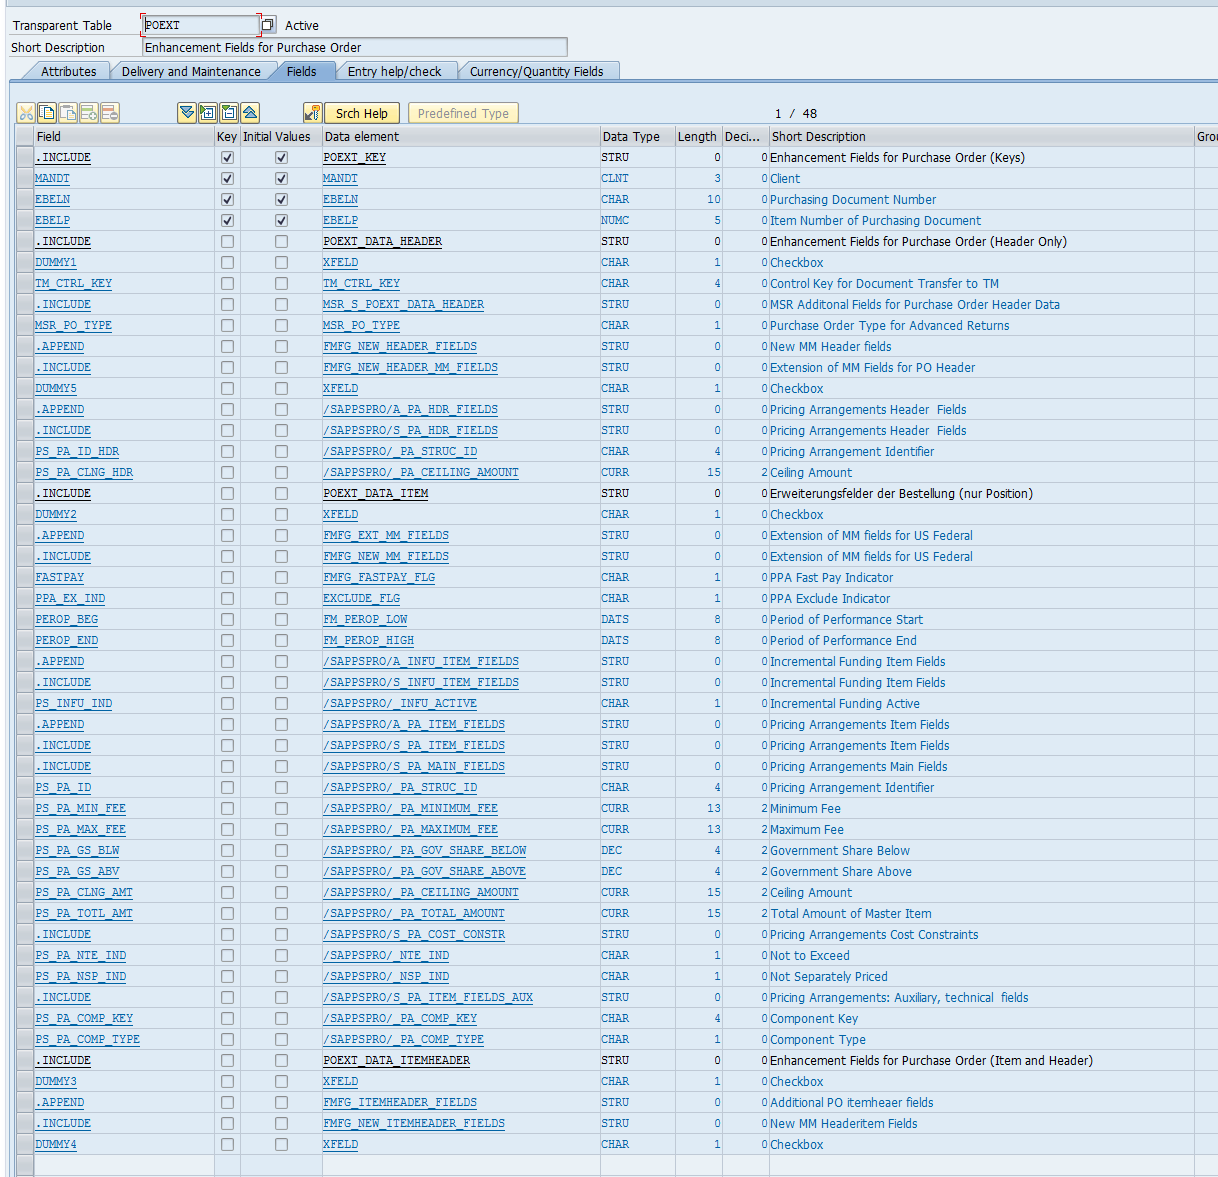 Transparent Table POEXT Active
Short Description Enhancement Fields for Purchase Order
Attributes Delivery and Maintenance Fields Entry help/check Currency/Quantity Fields
Srch Help Predefined Type 1 / 48
Field Key Initial Values Data element Data Type Length Deci... Short Description Grou
.INCLUDE POEXT_KEY STRU 0 0 Enhancement Fields for Purchase Order (Keys)
MANDT MANDT CLNT 3 0 Client
EBELN EBELN CHAR 10 0 Purchasing Document Number
EBELP EBELP NUMC 5 0 Item Number of Purchasing Document
.INCLUDE POEXT_DATA_HEADER STRU 0 0 Enhancement Fields for Purchase Order (Header Only)
DUMMY1 XFELD CHAR 1 0 Checkbox
TM_CTRL_KEY TM_CTRL_KEY CHAR 4 0 Control Key for Document Transfer to TM
.INCLUDE MSR_S_POEXT_DATA_HEADER STRU 0 0 MSR Additonal Fields for Purchase Order Header Data
MSR_PO_TYPE MSR_PO_TYPE CHAR 1 0 Purchase Order Type for Advanced Returns
.APPEND FMFG_NEW_HEADER_FIELDS STRU 0 0 New MM Header fields
.INCLUDE FMFG_NEW_HEADER_MM_FIELDS STRU 0 0 Extension of MM Fields for PO Header
DUMMY5 XFELD CHAR 1 0 Checkbox
.APPEND /SAPPSPRO/A_PA_HDR_FIELDS STRU 0 0 Pricing Arrangements Header Fields
.INCLUDE /SAPPSPRO/S_PA_HDR_FIELDS STRU 0 0 Pricing Arrangements Header Fields
PS_PA_ID_HDR /SAPPSPRO/_PA_STRUC_ID CHAR 4 0 Pricing Arrangement Identifier
PS_PA_CLNG_HDR /SAPPSPRO/_PA_CEILING_AMOUNT CURR 15 2 Ceiling Amount
.INCLUDE POEXT_DATA_ITEM STRU 0 0 Erweiterungsfelder der Bestellung (nur Position)
DUMMY2 XFELD CHAR 1 0 Checkbox
.APPEND FMFG_EXT_MM_FIELDS STRU 0 0 Extension of MM fields for US Federal
.INCLUDE FMFG_NEW_MM_FIELDS STRU 0 0 Extension of MM fields for US Federal
FASTPAY FMFG_FASTPAY_FLG CHAR 1 0 PPA Fast Pay Indicator
PPA_EX_IND EXCLUDE_FLG CHAR 1 0 PPA Exclude Indicator
PEROP_BEG FM_PEROP_LOW DATS 8 0 Period of Performance Start
PEROP_END FM_PEROP_HIGH DATS 8 0 Period of Performance End
.APPEND /SAPPSPRO/A_INFU_ITEM_FIELDS STRU 0 0 Incremental Funding Item Fields
.INCLUDE /SAPPSPRO/S_INFU_ITEM_FIELDS STRU 0 0 Incremental Funding Item Fields
PS_INFU_IND /SAPPSPRO/_INFU_ACTIVE CHAR 1 0 Incremental Funding Active
.APPEND /SAPPSPRO/A_PA_ITEM_FIELDS STRU 0 0 Pricing Arrangements Item Fields
.INCLUDE /SAPPSPRO/S_PA_ITEM_FIELDS STRU 0 0 Pricing Arrangements Item Fields
.INCLUDE /SAPPSPRO/S_PA_MAIN_FIELDS STRU 0 0 Pricing Arrangements Main Fields
PS_PA_ID /SAPPSPRO/_PA_STRUC_ID CHAR 4 0 Pricing Arrangement Identifier
PS_PA_MIN_FEE /SAPPSPRO/_PA_MINIMUM_FEE CURR 13 2 Minimum Fee
PS_PA_MAX_FEE /SAPPSPRO/_PA_MAXIMUM_FEE CURR 13 2 Maximum Fee
PS_PA_GS_BLW /SAPPSPRO/_PA_GOV_SHARE_BELOW DEC 4 2 Government Share Below
PS_PA_GS_ABV /SAPPSPRO/_PA_GOV_SHARE_ABOVE DEC 4 2 Government Share Above
PS_PA_CLNG_AMT /SAPPSPRO/_PA_CEILING_AMOUNT CURR 15 2 Ceiling Amount
PS_PA_TOTL_AMT /SAPPSPRO/_PA_TOTAL_AMOUNT CURR 15 2 Total Amount of Master Item
.INCLUDE /SAPPSPRO/S_PA_COST_CONSTR STRU 0 0 Pricing Arrangements Cost Constraints
PS_PA_NTE_IND /SAPPSPRO/_NTE_IND CHAR 1 0 Not to Exceed
PS_PA_NSP_IND /SAPPSPRO/_NSP_IND CHAR 1 0 Not Separately Priced
.INCLUDE /SAPPSPRO/S_PA_ITEM_FIELDS_AUX STRU 0 0 Pricing Arrangements: Auxiliary, technical fields
PS_PA_COMP_KEY /SAPPSPRO/_PA_COMP_KEY CHAR 4 0 Component Key
PS_PA_COMP_TYPE /SAPPSPRO/_PA_COMP_TYPE CHAR 1 0 Component Type
.INCLUDE POEXT_DATA_ITEMHEADER STRU 0 0 Enhancement Fields for Purchase Order (Item and Header)
DUMMY3 XFELD CHAR 1 0 Checkbox
.APPEND FMFG_ITEMHEADER_FIELDS STRU 0 0 Additional PO itemheaer fields
.INCLUDE FMFG_NEW_ITEMHEADER_FIELDS STRU 0 0 New MM Headeritem Fields
DUMMY4 XFELD CHAR 1 0 Checkbox